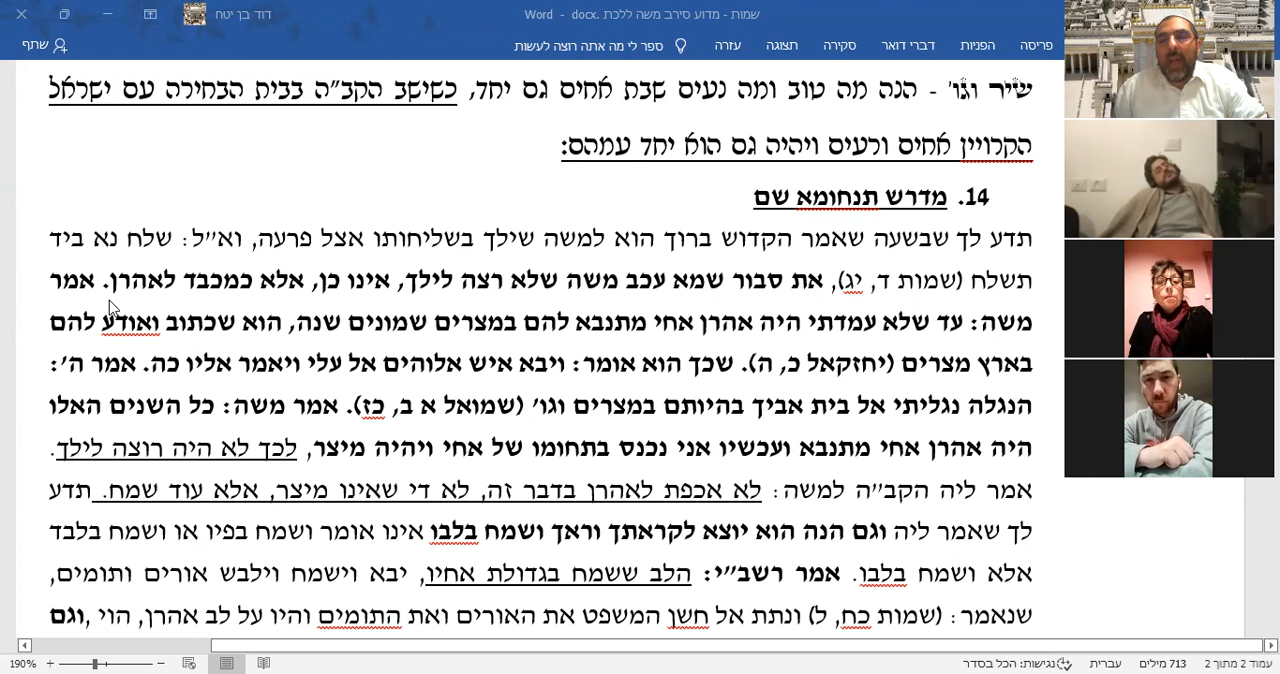 שמות - מדוע סירב משה ללכת .docx - Word
דוד בן יטח
פריסה הפניות דברי דואר סקירה תצוגה עזרה ספר לי מה אתה רוצה לעשות שתף
שיר וגו' - הנה מה טוב ומה נעים שבת אחים גם יחד, כשישב הקב"ה בבית הבחירה עם ישראל
הקרויין אחים ורעים ויהיה גם הוא יחד עמהם:
14. מדרש תנחומא שם
תדע לך שבשעה שאמר הקדוש ברוך הוא למשה שילך בשליחותו אצל פרעה, וא"ל: שלח נא ביד
תשלח (שמות ד, יג), את סבור שמא עכב משה שלא רצה לילך, אינו כן, אלא כמכבד לאהרן. אמר
משה: עד שלא עמדתי היה אהרן אחי מתנבא להם במצרים שמונים שנה, הוא שכתוב ואודע להם
בארץ מצרים (יחזקאל כ, ה). שכך הוא אומר: ויבא איש אלוהים אל עלי ויאמר אליו כה. אמר ה':
הנגלה נגליתי אל בית אביך בהיותם במצרים וגו' (שמואל א ב, כז). אמר משה: כל השנים האלו
היה אהרן אחי מתנבא ועכשיו אני נכנס בתחומו של אחי ויהיה מיצר, לכך לא היה רוצה לילך.
אמר ליה הקב"ה למשה: לא אכפת לאהרן בדבר זה, לא די שאינו מיצר, אלא עוד שמח. תדע
לך שאמר ליה וגם הנה הוא יוצא לקראתך וראך ושמח בלבו אינו אומר ושמח בפיו או ושמח בלבד
אלא ושמח בלבו. אמר רשב"י: הלב ששמח בגדולת אחיו, יבא וישמח וילבש אורים ותומים,
שנאמר: (שמות כח, ל) ונתת אל חשן המשפט את האורים ואת התומים והיו על לב אהרן, הוי ,וגם
עמוד 2 מתוך 2 713 מילים עברית נגישות: הכל בסדר 190%